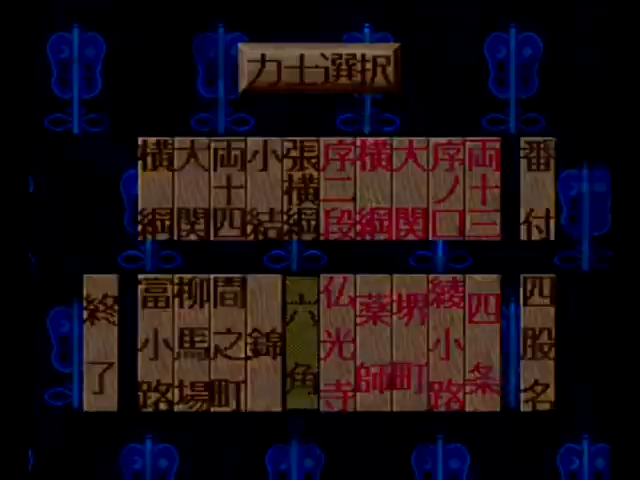 力士選択
番付
両十三
序ノ口
大関
横綱
序二段
張横綱
小結
両十四
大関
横綱
四股名
四条
綾小路
堺町
薬師
仏光寺
六角
錦
間之町
柳馬場
富小路
終了